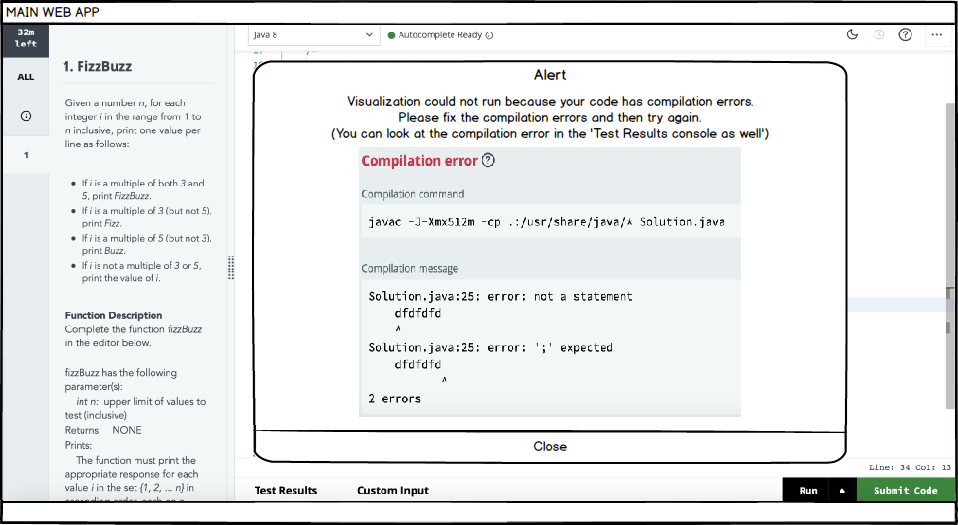 MAIN WEB APP
32m
left
ALL
1
1. FizzBuzz
Given a number n, for each
integer i in the range from 1 to
n inclusive, print one value per
line as follows:
• If i is a multiple of both 3 and
5, print FizzBuzz.
• If i is a multiple of 3 (but not 5),
print Fizz.
• If i is a multiple of 5 (but not 3),
print Buzz.
• If i is not a multiple of 3 or 5,
print the value of i.
Function Description
Complete the function fizzBuzz
in the editor below.
fizzBuzz has the following
parameter(s):
int n: upper limit of values to
test (inclusive)
Returns NONE
Prints:
The function must print the
appropriate response for each
value i in the set {1, 2, ... n} in
Java 8
Autocomplete Ready
Alert
Visualization could not run because your code has compilation errors.
Please fix the compilation errors and then try again.
(You can look at the compilation error in the 'Test Results console as well')
Compilation error ?
Compilation command
javac -J-Xmx512m -cp .:/usr/share/java/* Solution.java
Compilation message
Solution.java:25: error: not a statement
dfdfdfd
^
Solution.java:25: error: ';' expected
dfdfdfd
^
2 errors
Close
Line: 34 Col: 13
Test Results
Custom Input
Run
Submit Code